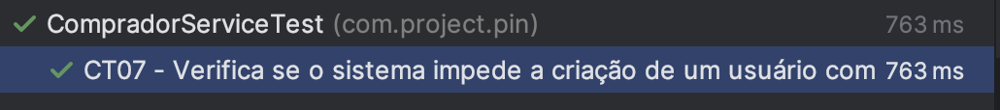 CompradorServiceTest (com.project.pin) 763 ms
CT07 - Verifica se o sistema impede a criação de um usuário com 763 ms